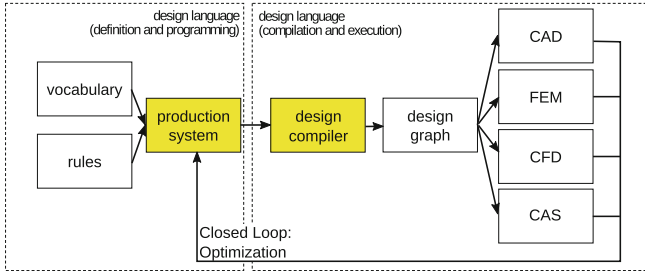 design language
(definition and programming)
design language
(compilation and execution)
vocabulary
rules
production
system
design
compiler
design
graph
CAD
FEM
CFD
CAS
Closed Loop:
Optimization